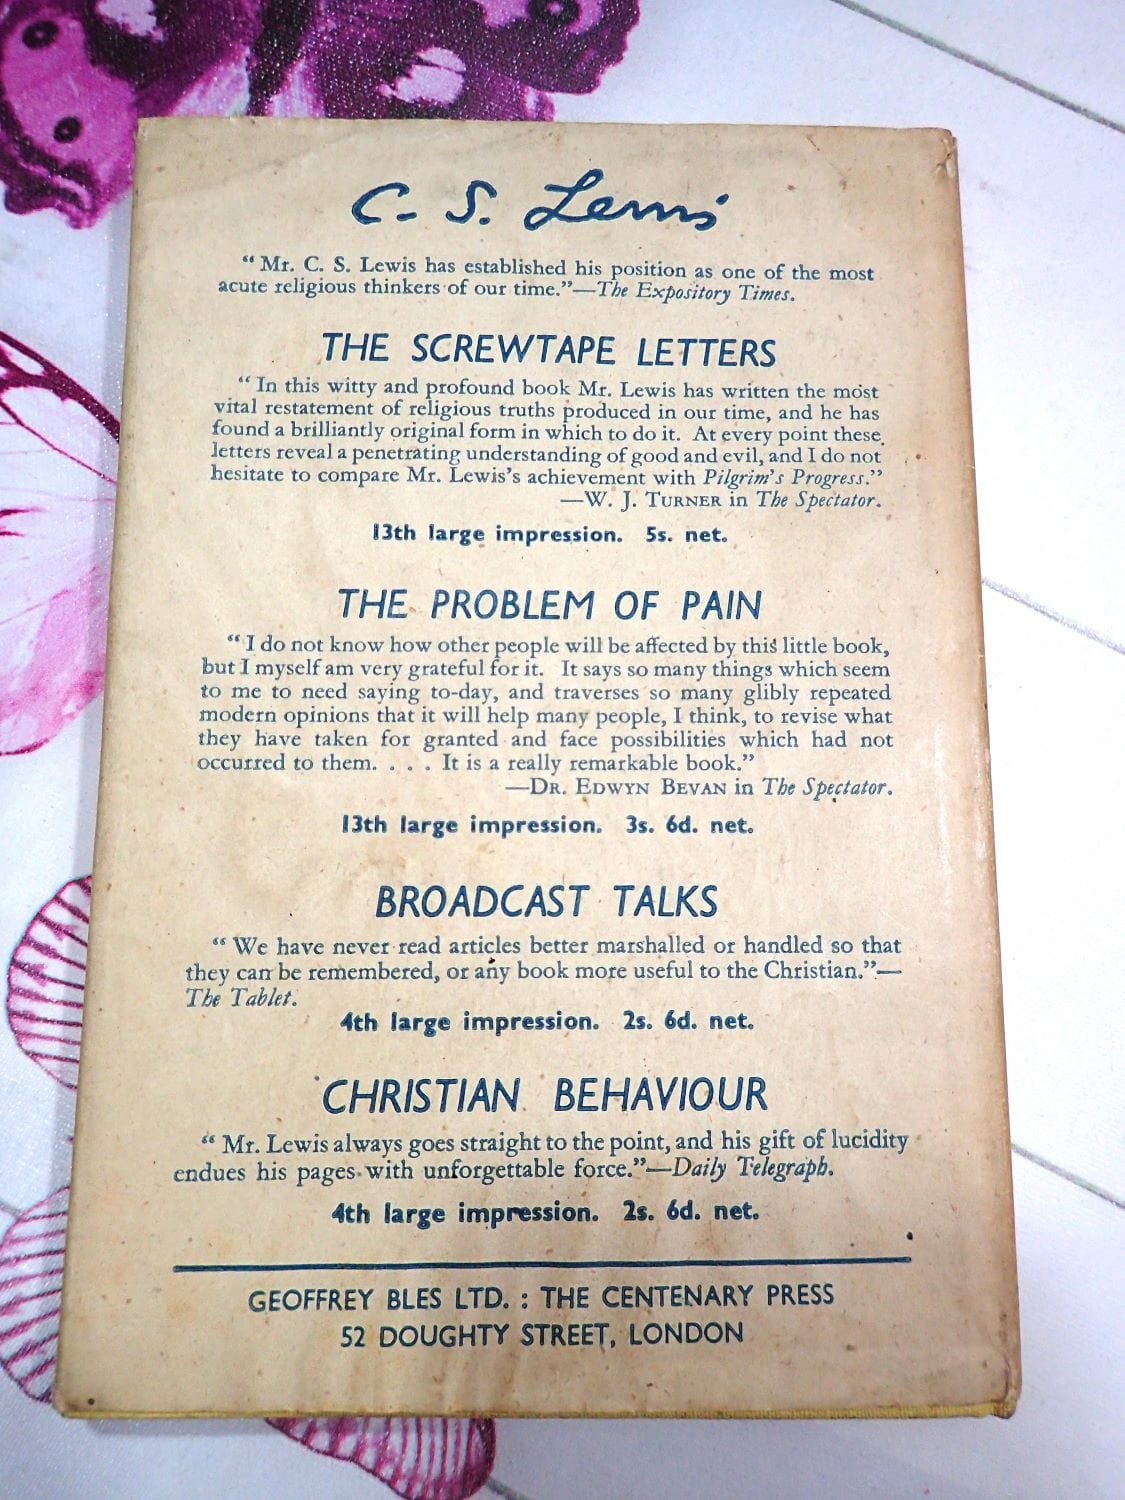 C. S. Lewis
“Mr. C. S. Lewis has established his position as one of the most
acute religious thinkers of our time.”—The Expository Times.
THE SCREWTAPE LETTERS
“In this witty and profound book Mr. Lewis has written the most
vital restatement of religious truths produced in our time, and he has
found a brilliantly original form in which to do it. At every point these
letters reveal a penetrating understanding of good and evil, and I do not
hesitate to compare Mr. Lewis’s achievement with Pilgrim’s Progress.”
—W. J. TURNER in The Spectator.
13th large impression. 5s. net.
THE PROBLEM OF PAIN
“I do not know how other people will be affected by this little book,
but I myself am very grateful for it. It says so many things which seem
to me to need saying to-day, and traverses so many glibly repeated
modern opinions that it will help many people, I think, to revise what
they have taken for granted and face possibilities which had not
occurred to them. . . . It is a really remarkable book.”
—DR. EDWYN BEVAN in The Spectator.
13th large impression. 3s. 6d. net.
BROADCAST TALKS
“We have never read articles better marshalled or handled so that
they can be remembered, or any book more useful to the Christian.”—
The Tablet.
4th large impression. 2s. 6d. net.
CHRISTIAN BEHAVIOUR
“Mr. Lewis always goes straight to the point, and his gift of lucidity
endues his pages with unforgettable force.”—Daily Telegraph.
4th large impression. 2s. 6d. net.
GEOFFREY BLES LTD. : THE CENTENARY PRESS
52 DOUGHTY STREET, LONDON